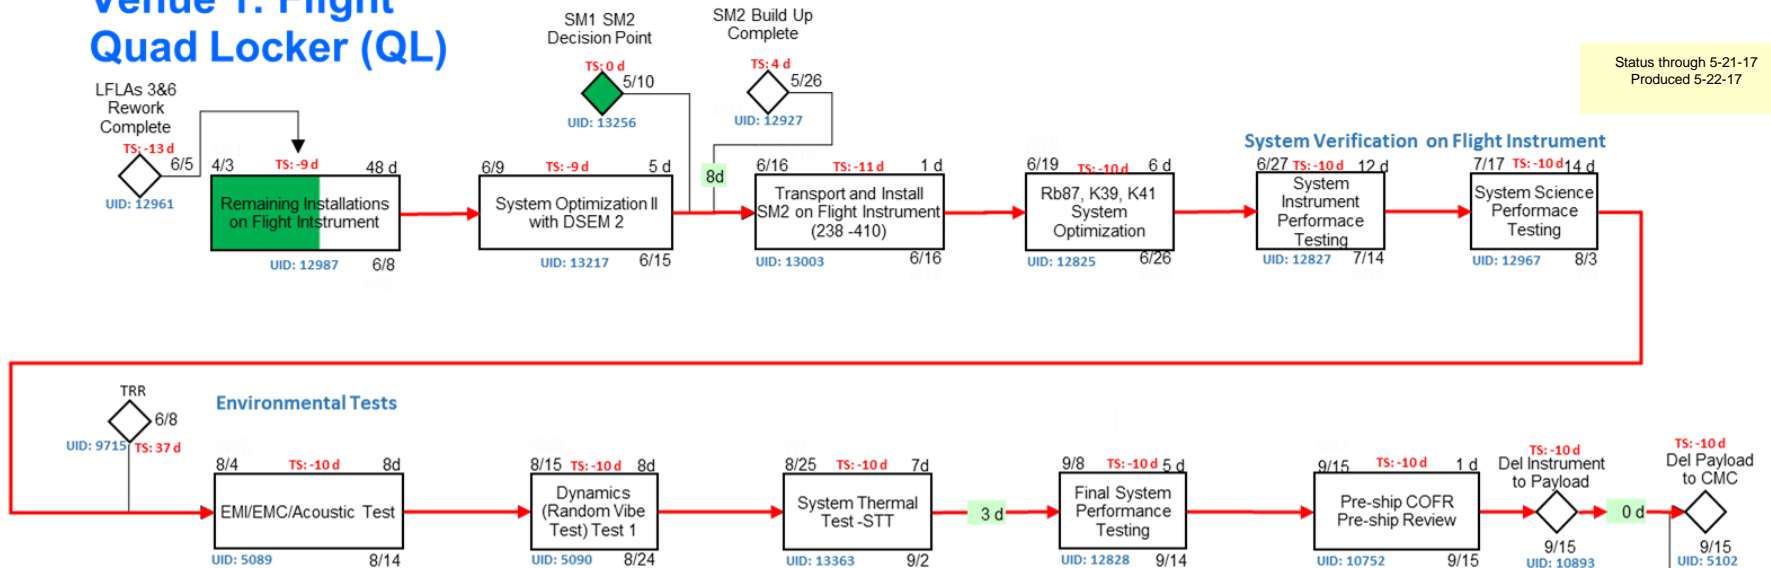 Venue 1: Flight
Quad Locker (QL)
Status through 5-21-17
Produced 5-22-17
LFLAs 3&6
Rework
Complete
TS: -13 d
6/5
UID: 12961
SM1 SM2
Decision Point
TS: 0 d
5/10
UID: 13256
SM2 Build Up
Complete
TS: 4 d
5/26
UID: 12927
4/3 TS: -9 d 48 d
Remaining Installations
on Flight Intstrument
UID: 12987 6/8
6/9 TS: -9 d 5 d
System Optimization II
with DSEM 2
UID: 13217 6/15
8d
6/16 TS: -11 d 1 d
Transport and Install
SM2 on Flight Instrument
(238 -410)
UID: 13003 6/16
6/19 TS: -10 d 6 d
Rb87, K39, K41
System
Optimization
UID: 12825 6/26
System Verification on Flight Instrument
6/27 TS: -10 d 12 d
System
Instrument
Performace
Testing
UID: 12827 7/14
7/17 TS: -10 d 14 d
System Science
Performace
Testing
UID: 12967 8/3
TRR
6/8
UID: 9715 TS: 37 d
Environmental Tests
8/4 TS: -10 d 8d
EMI/EMC/Acoustic Test
UID: 5089 8/14
8/15 TS: -10 d 8d
Dynamics
(Random Vibe
Test) Test 1
UID: 5090 8/24
8/25 TS: -10 d 7d
System Thermal
Test -STT
UID: 13363 9/2
3 d
9/8 TS: -10 d 5 d
Final System
Performance
Testing
UID: 12828 9/14
9/15 TS: -10 d 1 d
Pre-ship COFR
Pre-ship Review
UID: 10752 9/15
TS: -10 d
Del Instrument
to Payload
9/15
UID: 10893
0 d
TS: -10 d
Del Payload
to CMC
9/15
UID: 5102